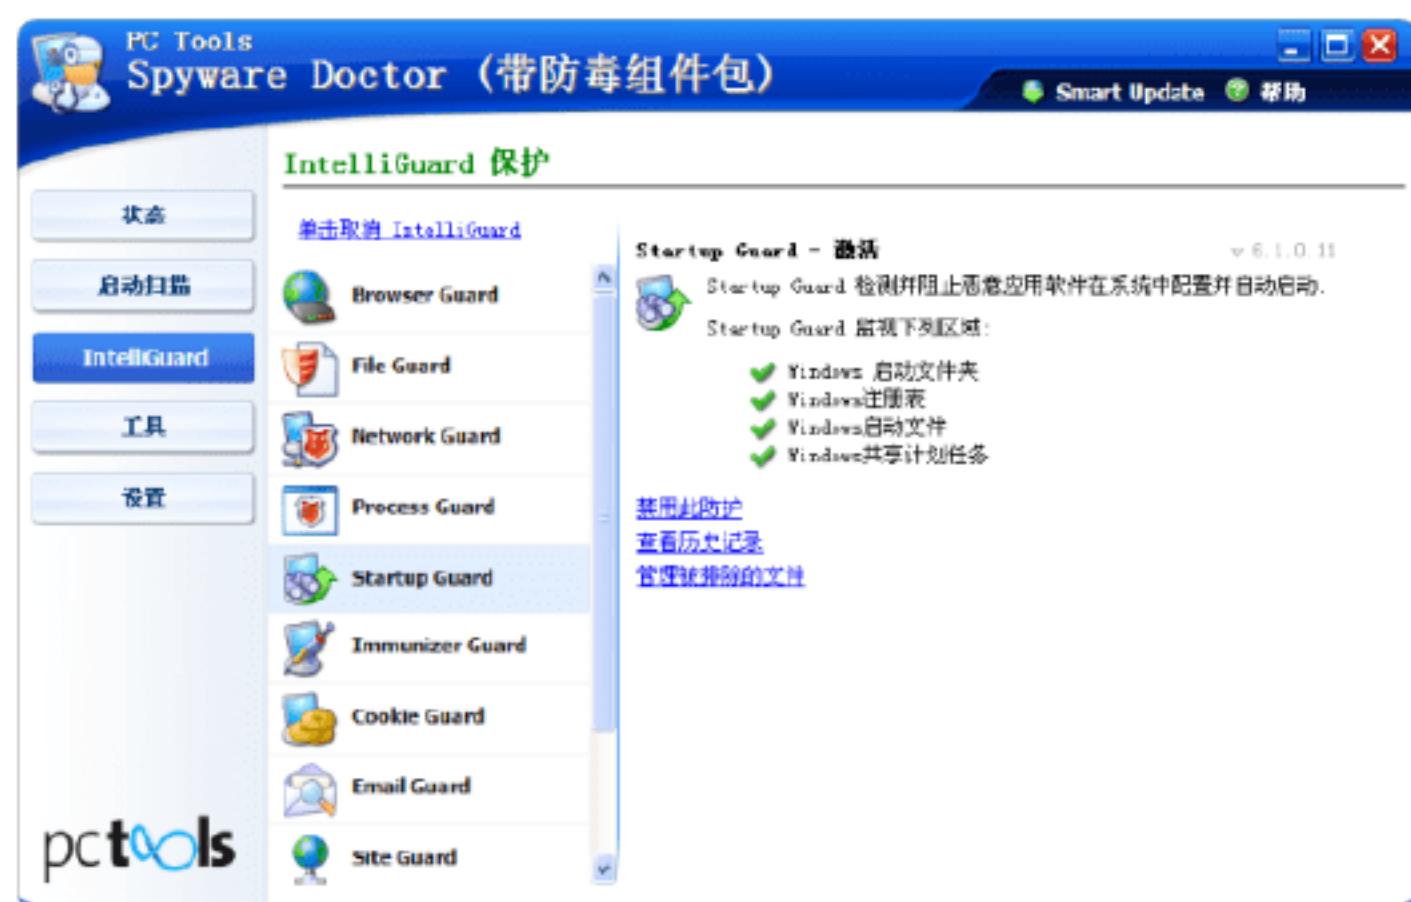 PC Tools
Spyware Doctor (带防毒组件包)
Smart Update 帮助
IntelliGuard 保护
状态
启动扫描
IntelliGuard
工具
设置
单击取消 IntelliGuard
Browser Guard
File Guard
Network Guard
Process Guard
Startup Guard
Immunizer Guard
Cookie Guard
Email Guard
Site Guard
Startup Guard - 激活
v 6.1.0.11
Startup Guard 检测并阻止恶意应用软件在系统中配置并自动启动.
Startup Guard 监视下列区域:
Windows 启动文件夹
Windows注册表
Windows启动文件
Windows共享计划任务
禁用此防护
查看历史记录
管理被排除的文件
pctools